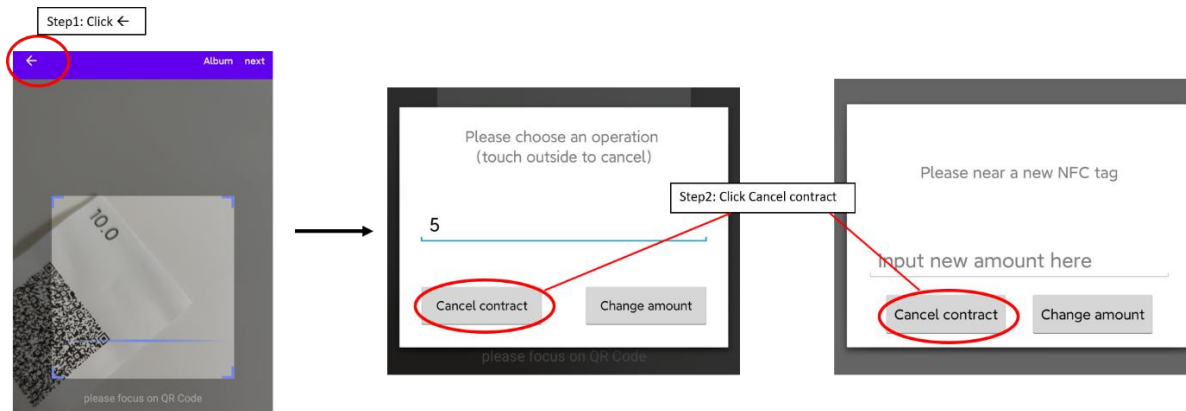 Step1: Click ←
Album next
10.0
please focus on QR Code
Please choose an operation
(touch outside to cancel)
5
Cancel contract Change amount
please focus on QR Code
Step2: Click Cancel contract
Please near a new NFC tag
Input new amount here
Cancel contract Change amount